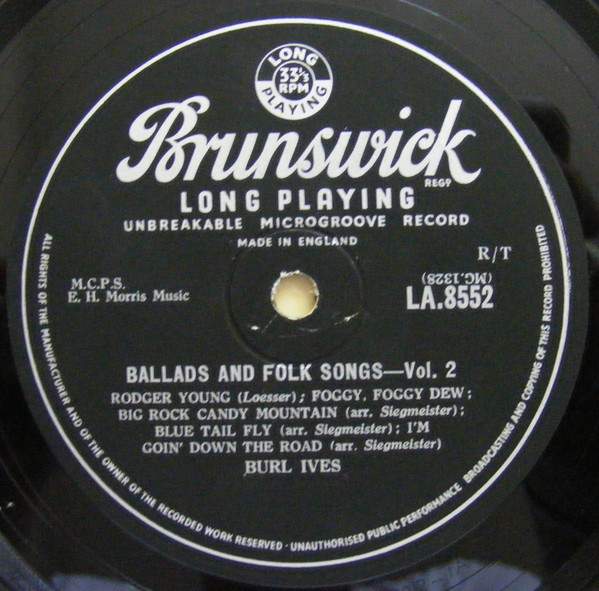 LONG
33⅓
RPM
PLAYING
Brunswick
REGD
LONG PLAYING
UNBREAKABLE MICROGROOVE RECORD
MADE IN ENGLAND
R/T
M.C.P.S.
E. H. Morris Music
(MG.1328)
LA.8552
BALLADS AND FOLK SONGS—Vol. 2
RODGER YOUNG (Loesser); FOGGY, FOGGY DEW;
BIG ROCK CANDY MOUNTAIN (arr. Siegmeister);
BLUE TAIL FLY (arr. Siegmeister); I'M
GOIN' DOWN THE ROAD (arr. Siegmeister)
BURL IVES
ALL RIGHTS OF THE MANUFACTURER AND OF THE OWNER OF THE RECORDED WORK RESERVED · UNAUTHORISED PUBLIC PERFORMANCE BROADCASTING AND COPYING OF THIS RECORD PROHIBITED